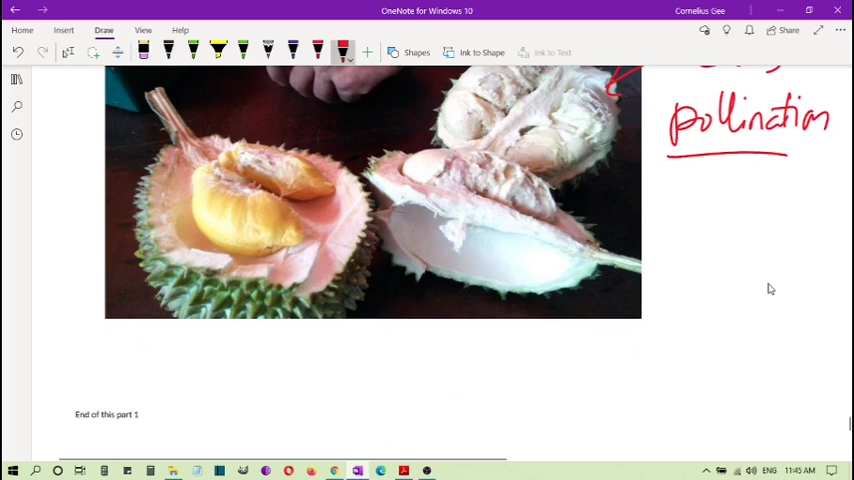 OneNote for Windows 10
Cornelius Gee
Home
Insert
Draw
View
Help
Share
Shapes
Ink to Shape
Ink to Text
pollination
End of this part 1
ENG
11:45 AM